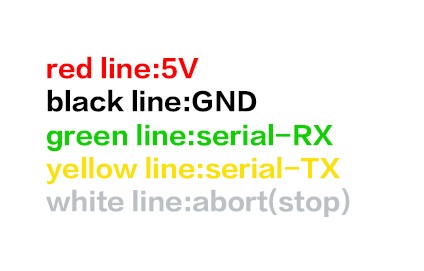 red line:5V
black line:GND
green line:serial-RX
yellow line:serial-TX
white line:abort(stop)